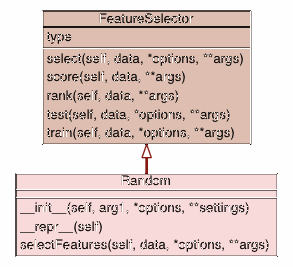 FeatureSelector
type
select(self, data, *options, **args)
score(self, data, **args)
rank(self, data, **args)
test(self, data, *options, **args)
train(self, data, *options, **args)
Random
__init__(self, arg1, *options, **settings)
__repr__(self)
selectFeatures(self, data, *options, **args)